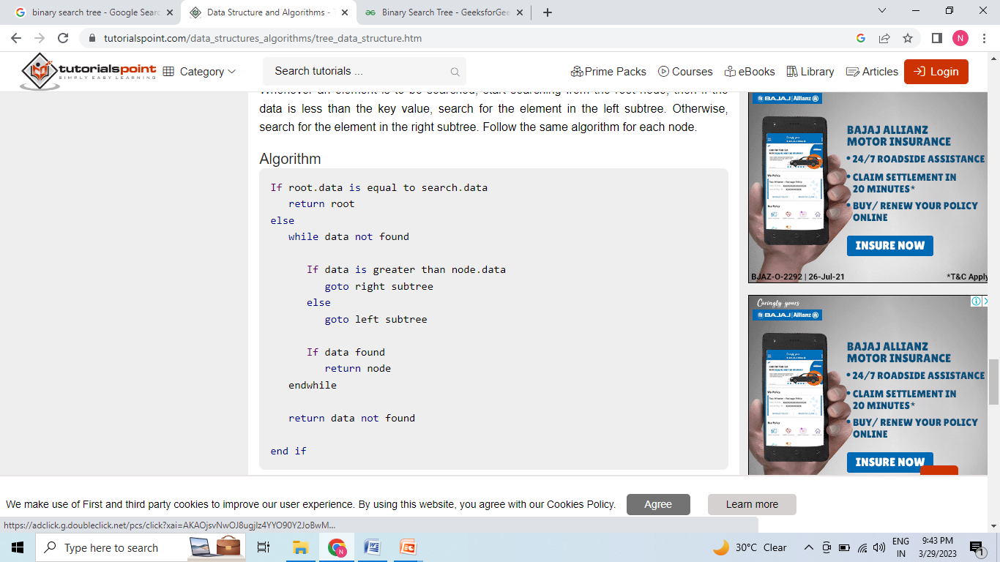 binary search tree - Google Sear
Data Structure and Algorithms -
Binary Search Tree - GeeksforGee
tutorialspoint.com/data_structures_algorithms/tree_data_structure.htm
N
tutorialspoint
SIMPLY EASY LEARNING
Category
Search tutorials ...
Prime Packs
Courses
eBooks
Library
Articles
Login
Whenever an element is to be searched, start searching from the root node, then if the
data is less than the key value, search for the element in the left subtree. Otherwise,
search for the element in the right subtree. Follow the same algorithm for each node.
Algorithm
If root.data is equal to search.data
return root
else
while data not found
If data is greater than node.data
goto right subtree
else
goto left subtree
If data found
return node
endwhile
return data not found
end if
BAJAJ Allianz
BAJAJ ALLIANZ
MOTOR INSURANCE
• 24/7 ROADSIDE ASSISTANCE
• CLAIM SETTLEMENT IN
20 MINUTES*
• BUY/ RENEW YOUR POLICY
ONLINE
INSURE NOW
BJAZ-O-2292 | 26-Jul-21
*T&C Apply
Caringly yours
BAJAJ Allianz
BAJAJ ALLIANZ
MOTOR INSURANCE
• 24/7 ROADSIDE ASSISTANCE
• CLAIM SETTLEMENT IN
20 MINUTES*
• BUY/ RENEW YOUR POLICY
ONLINE
INSURE NOW
We make use of First and third party cookies to improve our user experience. By using this website, you agree with our Cookies Policy.
Agree
Learn more
Type here to search
30°C Clear
ENG
IN
9:43 PM
3/29/2023
1